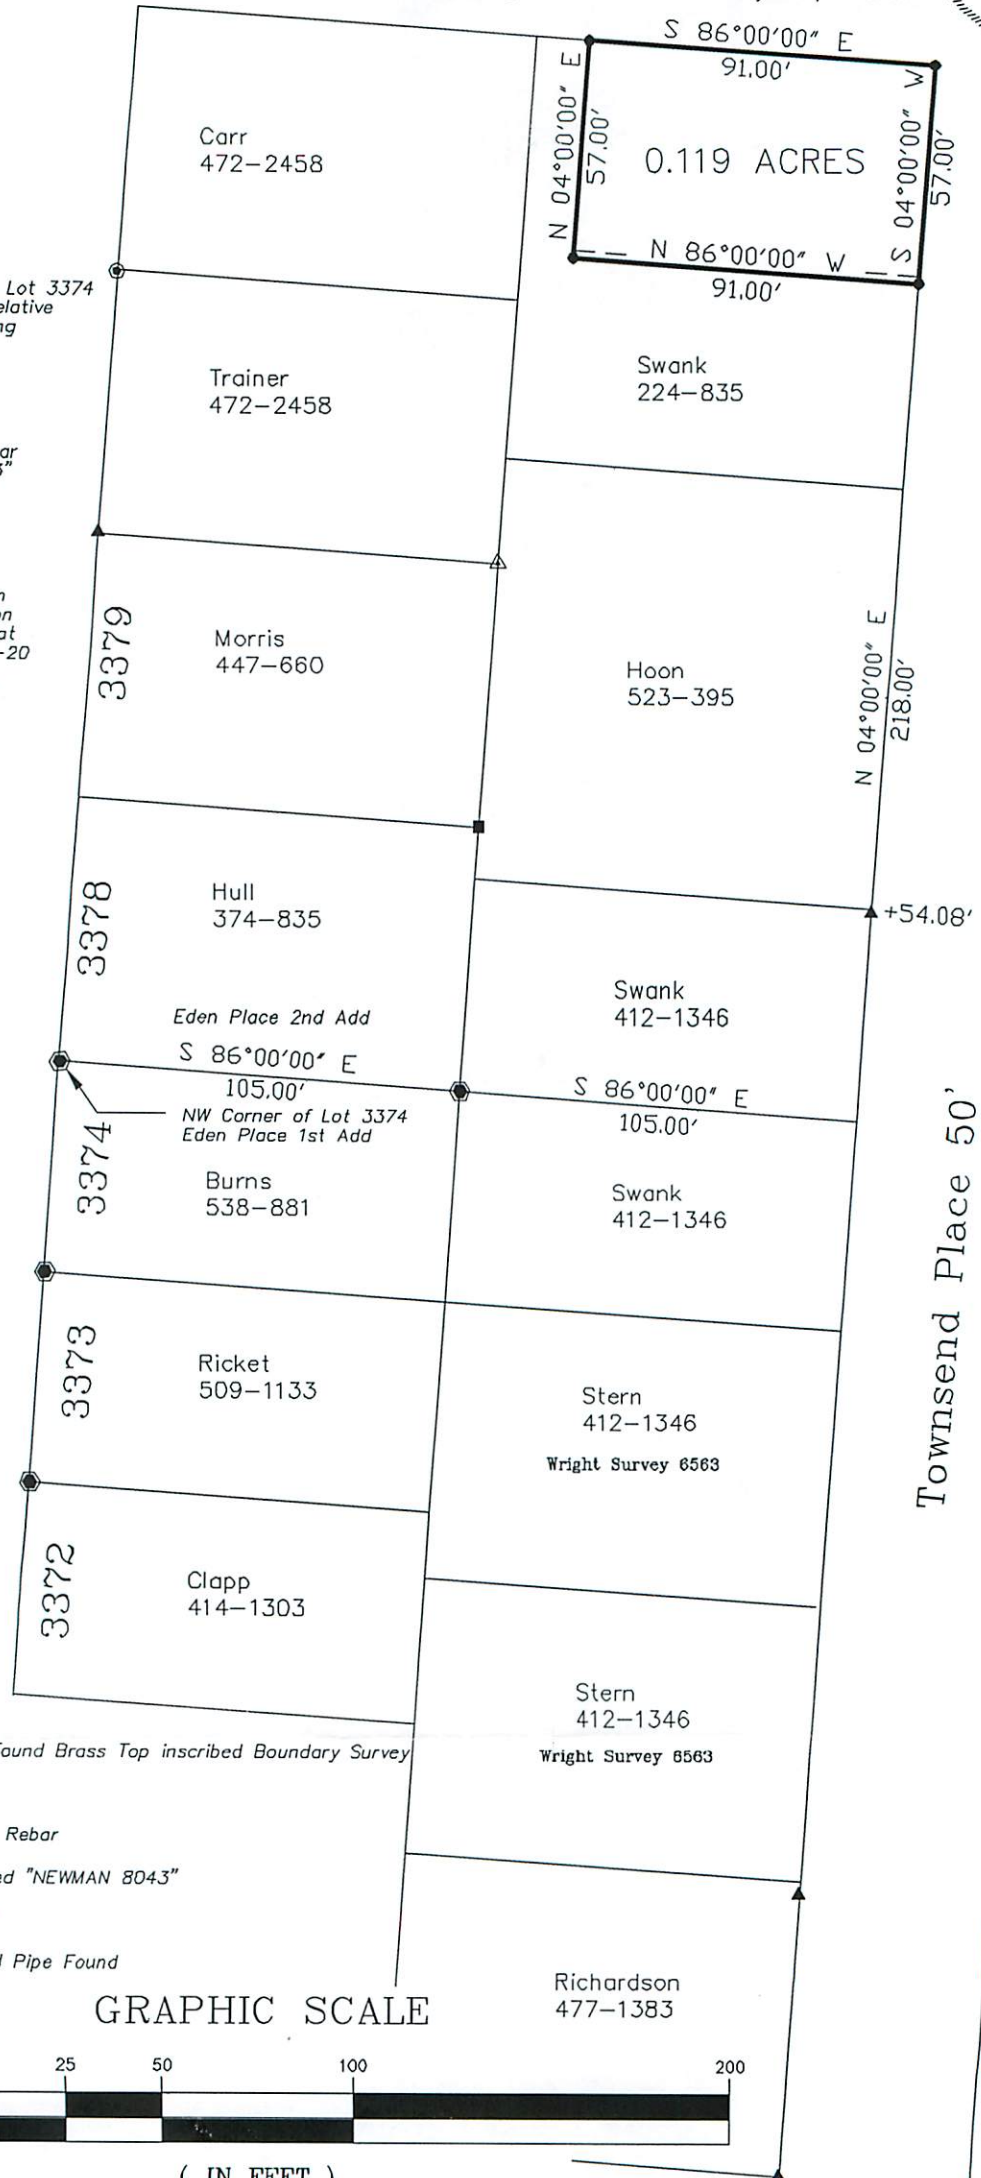 S 86°00'00" E
91.00'
N 04°00'00" E
57.00'
0.119 ACRES
S 04°00'00" W
57.00'
N 86°00'00" W
91.00'
Carr
472-2458
Lot 3374
Trainer
472-2458
Swank
224-835
3379
Morris
447-660
Hoon
523-395
N 04°00'00" E
218.00'
-20
3378
Hull
374-835
+54.08'
Swank
412-1346
Eden Place 2nd Add
S 86°00'00" E
105.00'
S 86°00'00" E
105.00'
NW Corner of Lot 3374
Eden Place 1st Add
3374
Burns
538-881
Swank
412-1346
Townsend Place 50'
3373
Ricket
509-1133
Stern
412-1346
Wright Survey 6563
3372
Clapp
414-1303
Stern
412-1346
Wright Survey 6563
Found Brass Top inscribed Boundary Survey
Rebar
ed "NEWMAN 8043"
Pipe Found
Richardson
477-1383
GRAPHIC SCALE
25 50 100 200
( IN FEET )